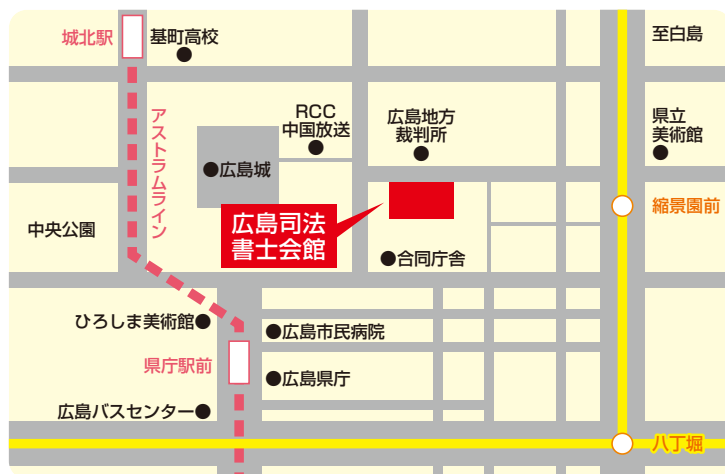 城北駅
基町高校
至白島
アストラムライン
RCC
中国放送
広島地方
裁判所
県立
美術館
広島城
縮景園前
中央公園
広島司法
書士会館
合同庁舎
ひろしま美術館
広島市民病院
県庁駅前
広島県庁
広島バスセンター
八丁堀